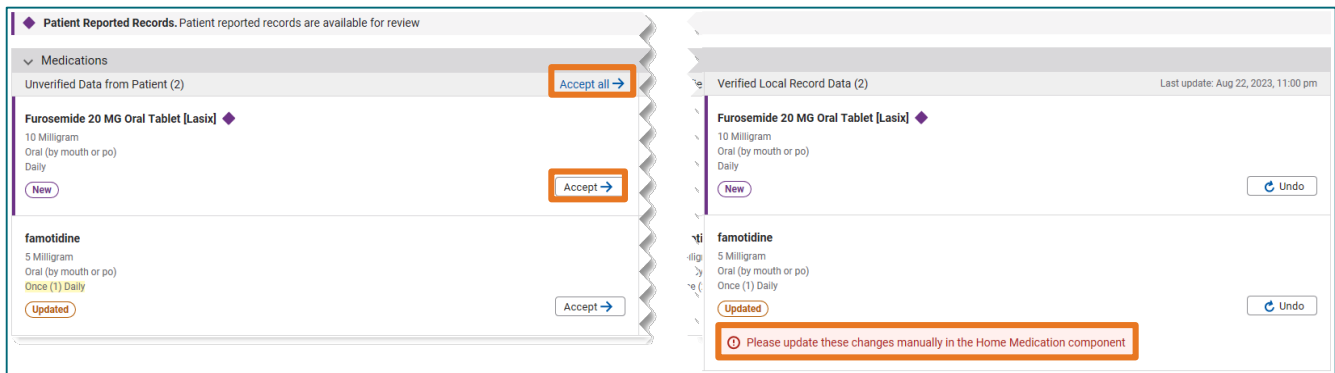 Patient Reported Records. Patient reported records are available for review
Medications
Unverified Data from Patient (2)
Accept all
Furosemide 20 MG Oral Tablet [Lasix]
10 Milligram
Oral (by mouth or po)
Daily
New
Accept
famotidine
5 Milligram
Oral (by mouth or po)
Once (1) Daily
Updated
Accept
Verified Local Record Data (2)
Last update: Aug 22, 2023, 11:00 pm
Furosemide 20 MG Oral Tablet [Lasix]
10 Milligram
Oral (by mouth or po)
Daily
New
Undo
famotidine
5 Milligram
Oral (by mouth or po)
Once (1) Daily
Updated
Undo
Please update these changes manually in the Home Medication component